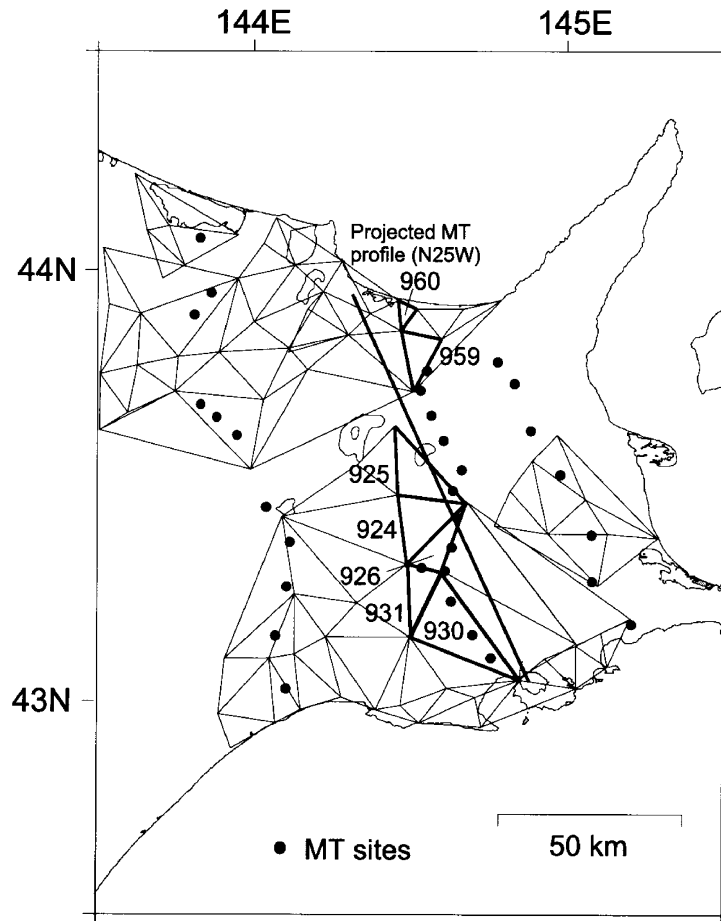 144E 145E
Projected MT
profile (N25W)
44N
960
959
925
924
926
931
930
43N
MT sites
50 km